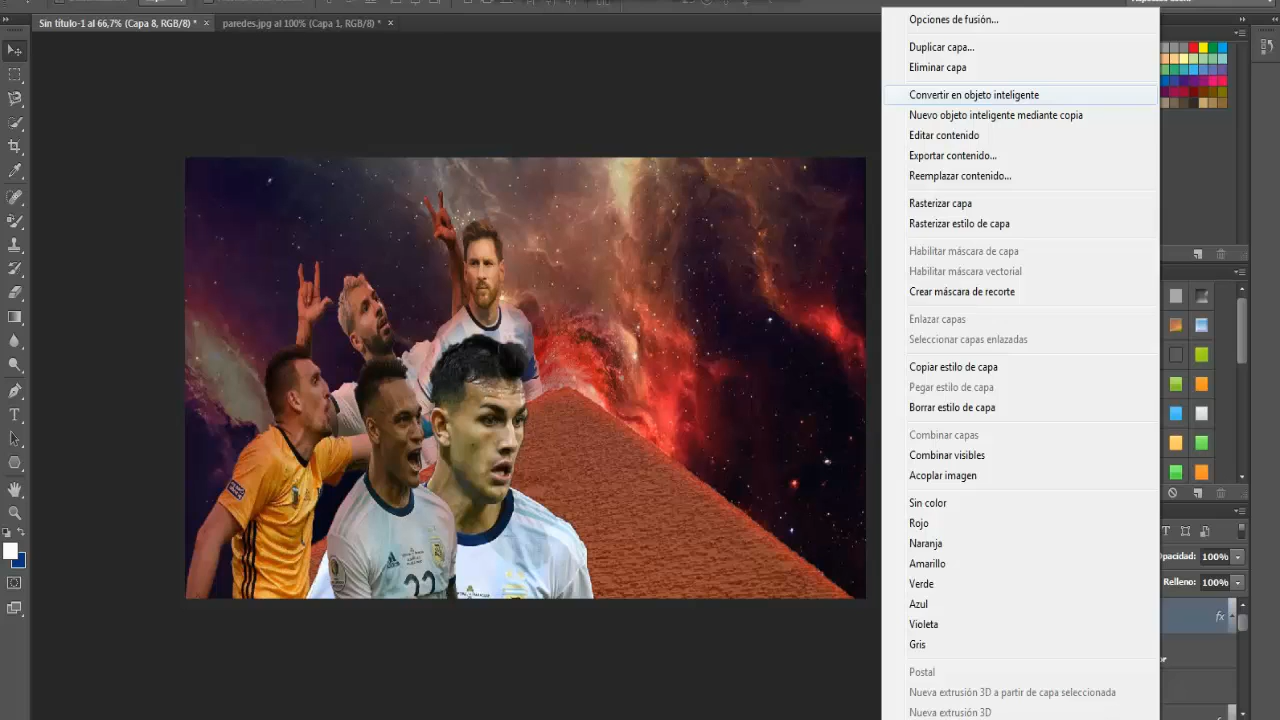 Sin título-1 al 66,7% (Capa 8, RGB/8) * ×
paredes.jpg al 100% (Capa 1, RGB/8) * ×
Opciones de fusión...
Duplicar capa...
Eliminar capa
Convertir en objeto inteligente
Nuevo objeto inteligente mediante copia
Editar contenido
Exportar contenido...
Reemplazar contenido...
Rasterizar capa
Rasterizar estilo de capa
Habilitar máscara de capa
Habilitar máscara vectorial
Crear máscara de recorte
Enlazar capas
Seleccionar capas enlazadas
Copiar estilo de capa
Pegar estilo de capa
Borrar estilo de capa
Combinar capas
Combinar visibles
Acoplar imagen
Sin color
Rojo
Naranja
Amarillo
Verde
Azul
Violeta
Gris
Postal
Nueva extrusión 3D a partir de capa seleccionada
Nueva extrusión 3D
Opacidad: 100%
Relleno: 100%
fx
22